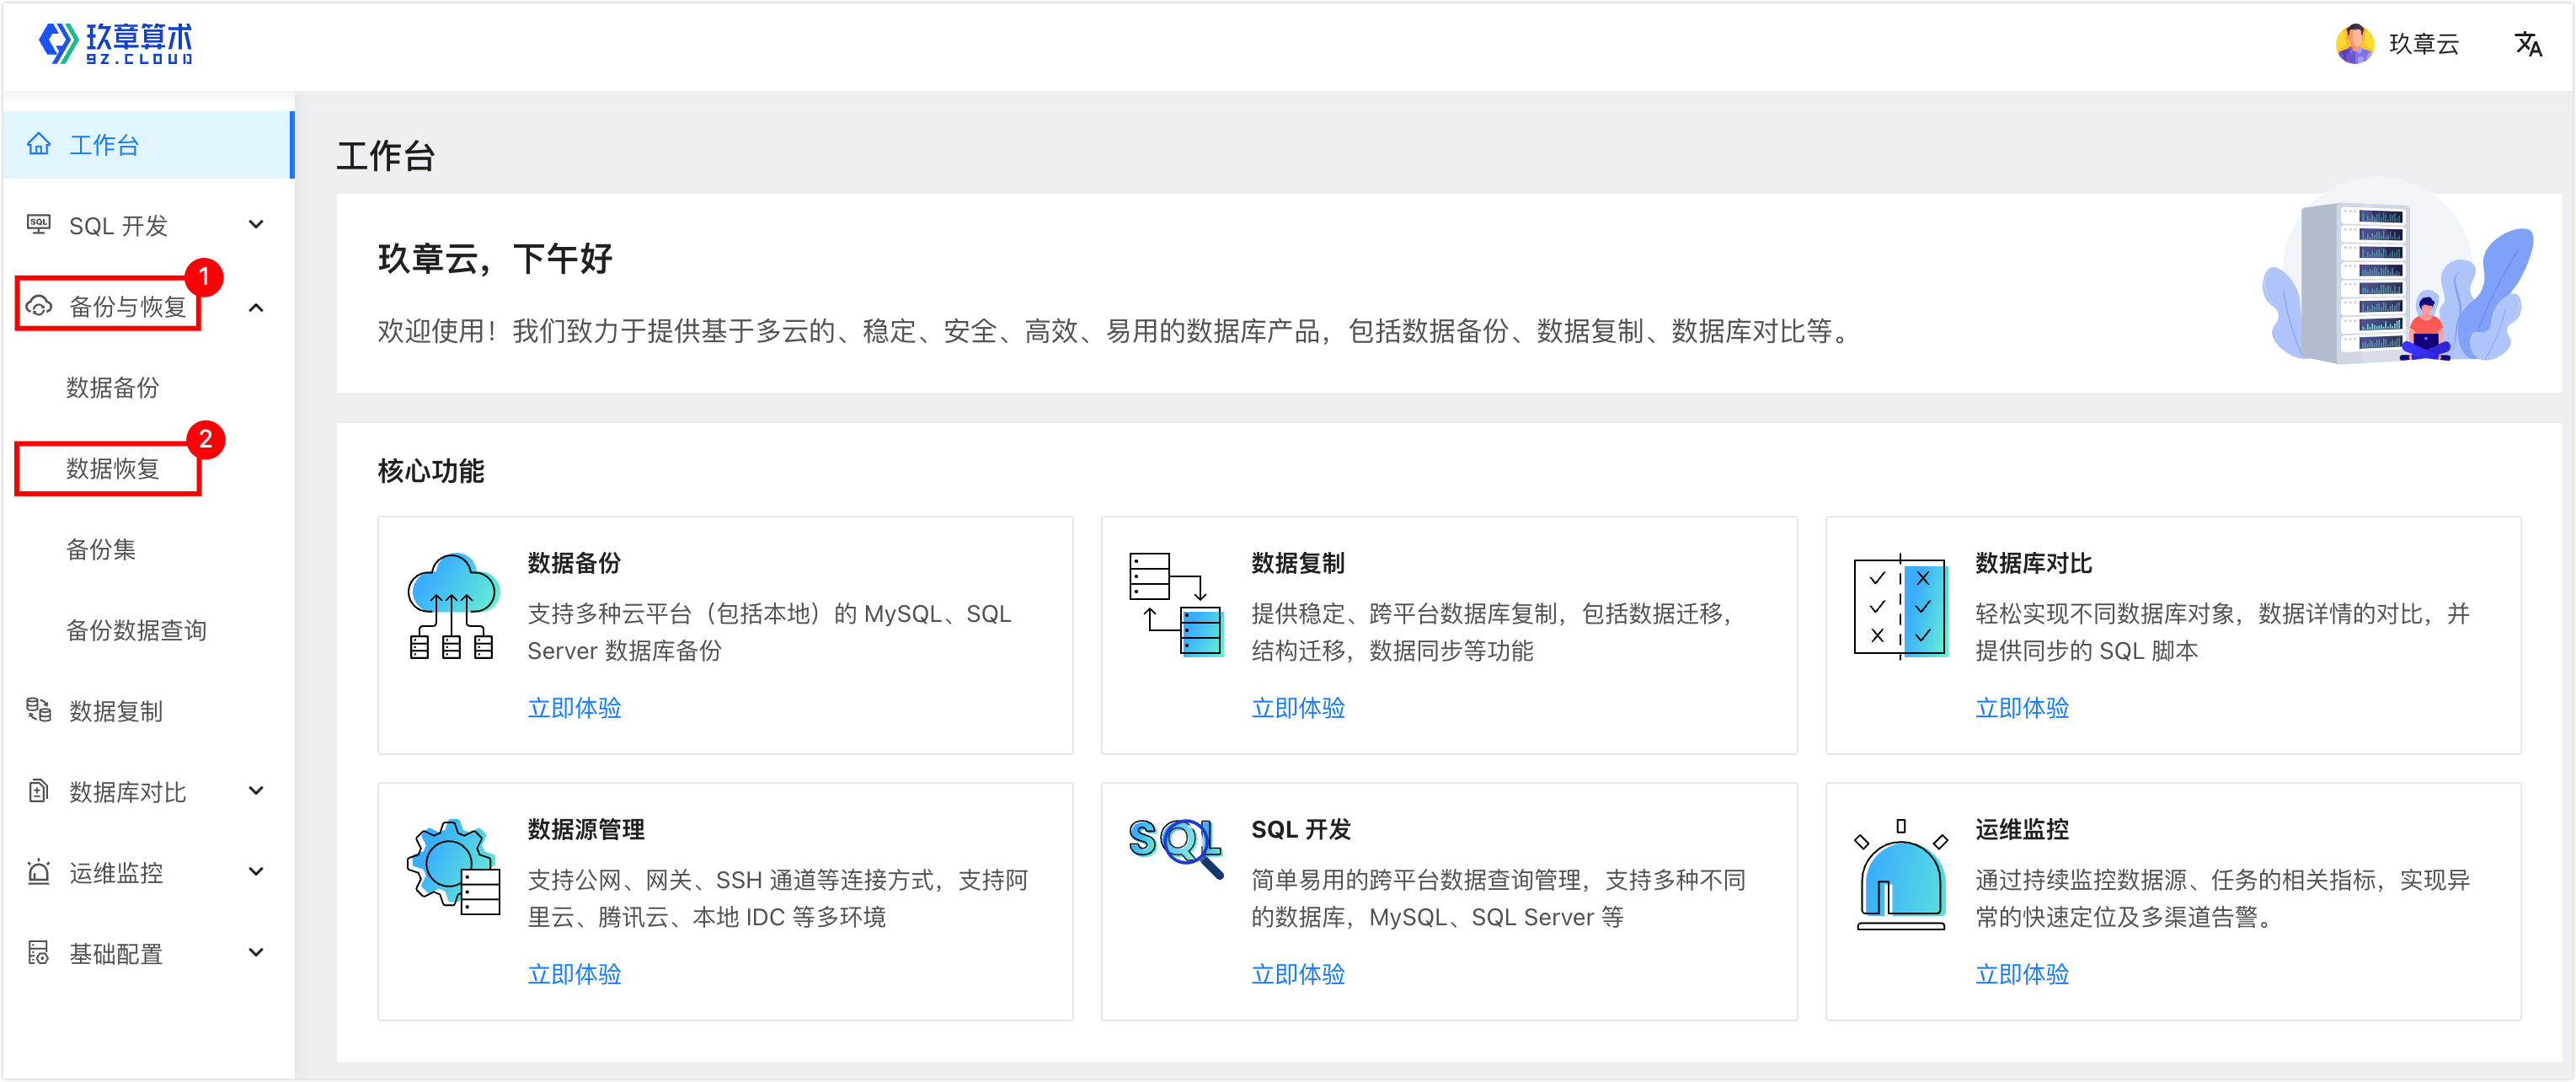 玖章算术
9Z.CLOUD
玖章云
工作台
SQL 开发
备份与恢复
1
数据备份
数据恢复
2
备份集
备份数据查询
数据复制
数据库对比
运维监控
基础配置
工作台
玖章云，下午好
欢迎使用！我们致力于提供基于多云的、稳定、安全、高效、易用的数据库产品，包括数据备份、数据复制、数据库对比等。
核心功能
数据备份
支持多种云平台（包括本地）的 MySQL、SQL
Server 数据库备份
立即体验
数据复制
提供稳定、跨平台数据库复制，包括数据迁移，
结构迁移，数据同步等功能
立即体验
数据库对比
轻松实现不同数据库对象，数据详情的对比，并
提供同步的 SQL 脚本
立即体验
数据源管理
支持公网、网关、SSH 通道等连接方式，支持阿
里云、腾讯云、本地 IDC 等多环境
立即体验
SQL
SQL 开发
简单易用的跨平台数据查询管理，支持多种不同
的数据库，MySQL、SQL Server 等
立即体验
运维监控
通过持续监控数据源、任务的相关指标，实现异
常的快速定位及多渠道告警。
立即体验